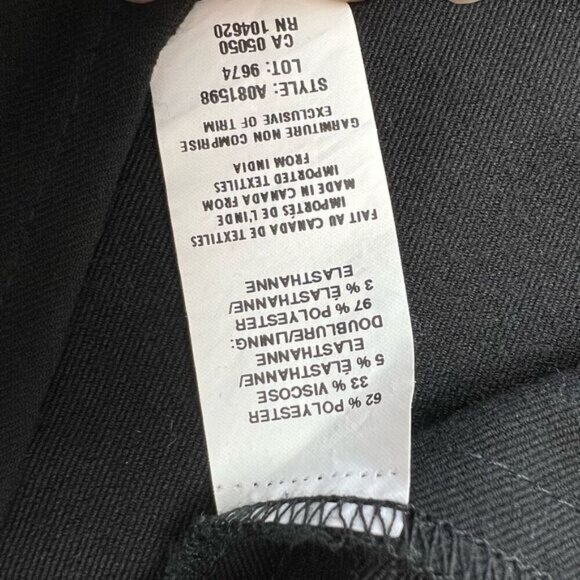 62 % POLYESTER
33 % VISCOSE
5 % ÉLASTHANNE/
ELASTHANNE
DOUBLURE/LINING:
97 % POLYESTER
3 % ÉLASTHANNE/
ELASTHANNE
FAIT AU CANADA DE TEXTILES
IMPORTÉS DE L'INDE
MADE IN CANADA FROM
IMPORTED TEXTILES
FROM INDIA
GARNITURE NON COMPRISE
EXCLUSIVE OF TRIM
STYLE: A081598
LOT: 9674
CA 05050
RN 104620